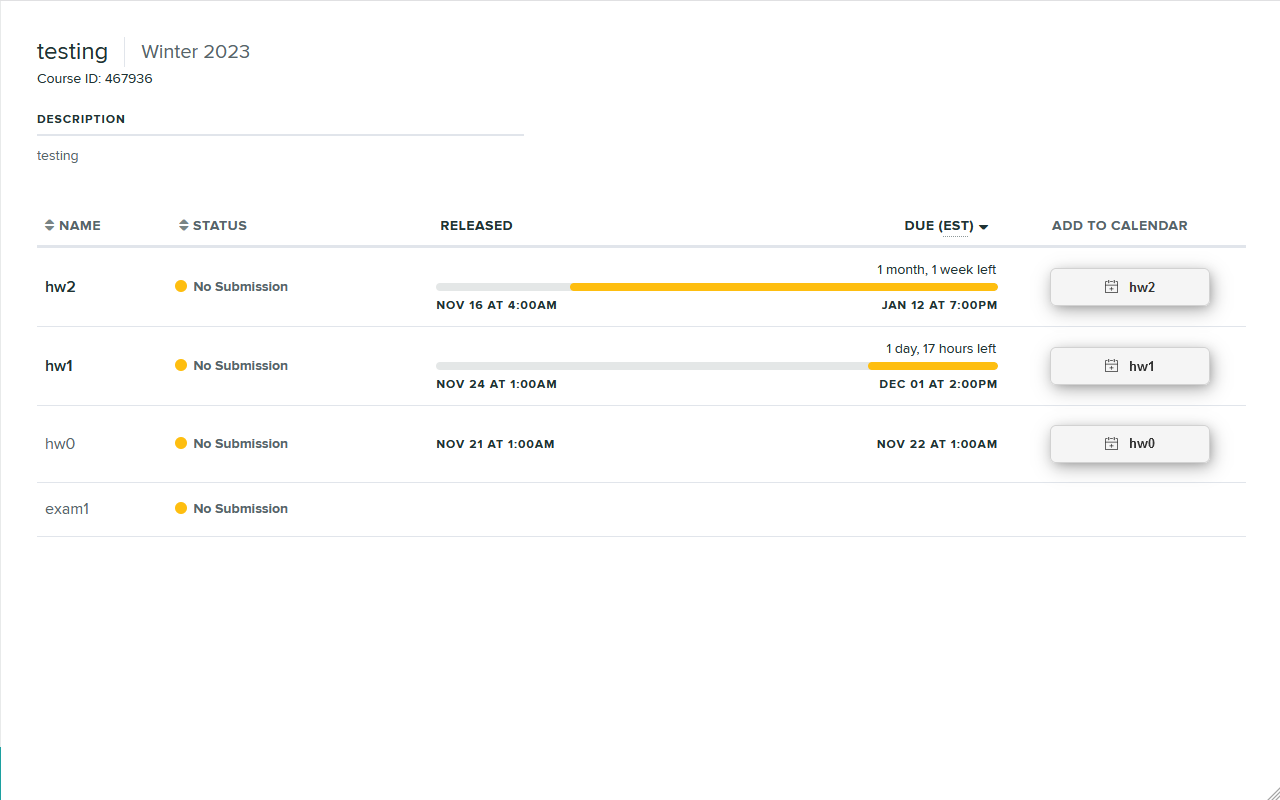 testing Winter 2023
Course ID: 467936
DESCRIPTION
testing
NAME STATUS RELEASED DUE (EST) ADD TO CALENDAR
1 month, 1 week left
hw2 No Submission hw2
NOV 16 AT 4:00AM JAN 12 AT 7:00PM
1 day, 17 hours left
hw1 No Submission hw1
NOV 24 AT 1:00AM DEC 01 AT 2:00PM
hw0 No Submission NOV 21 AT 1:00AM NOV 22 AT 1:00AM hw0
exam1 No Submission